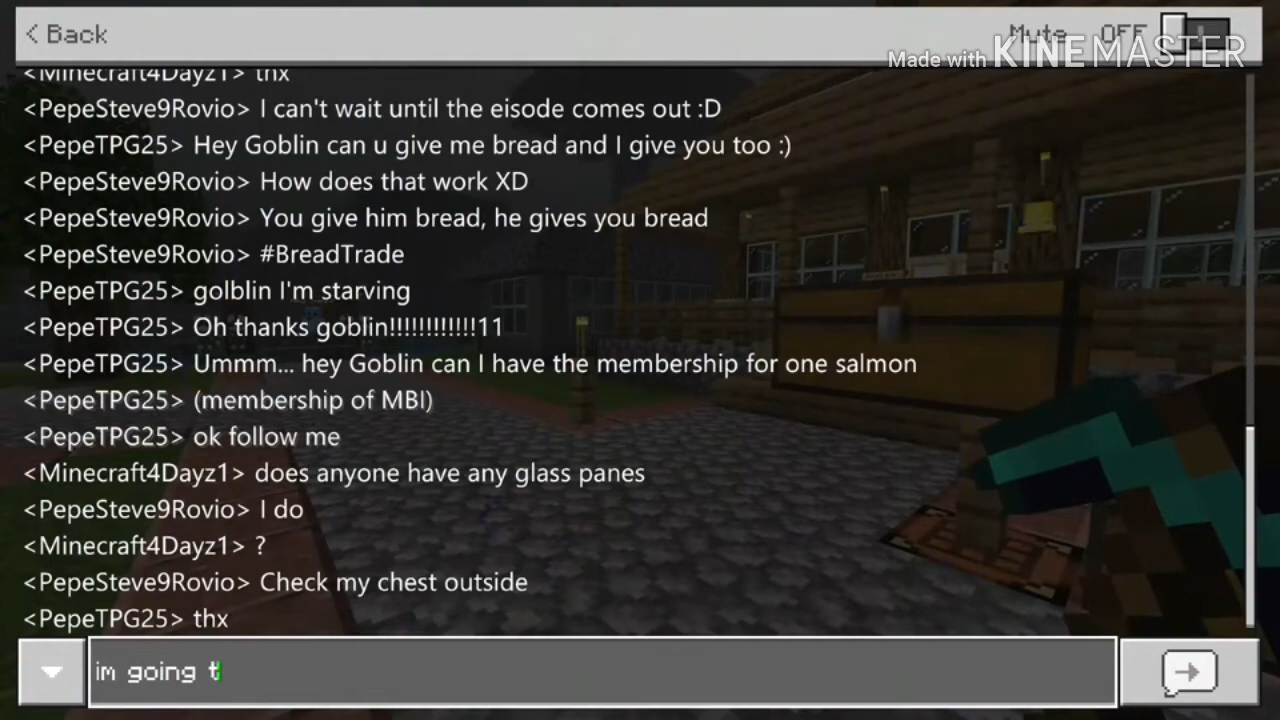 < Back
Mute OFF
Made with KINEMASTER
<Minecraft4Dayz1> thx
<PepeSteve9Rovio> I can't wait until the eisode comes out :D
<PepeTPG25> Hey Goblin can u give me bread and I give you too :)
<PepeSteve9Rovio> How does that work XD
<PepeSteve9Rovio> You give him bread, he gives you bread
<PepeSteve9Rovio> #BreadTrade
<PepeTPG25> golblin I'm starving
<PepeTPG25> Oh thanks goblin!!!!!!!!!!!!11
<PepeTPG25> Ummm... hey Goblin can I have the membership for one salmon
<PepeTPG25> (membership of MBI)
<PepeTPG25> ok follow me
<Minecraft4Dayz1> does anyone have any glass panes
<PepeSteve9Rovio> I do
<Minecraft4Dayz1> ?
<PepeSteve9Rovio> Check my chest outside
<PepeTPG25> thx
im going t